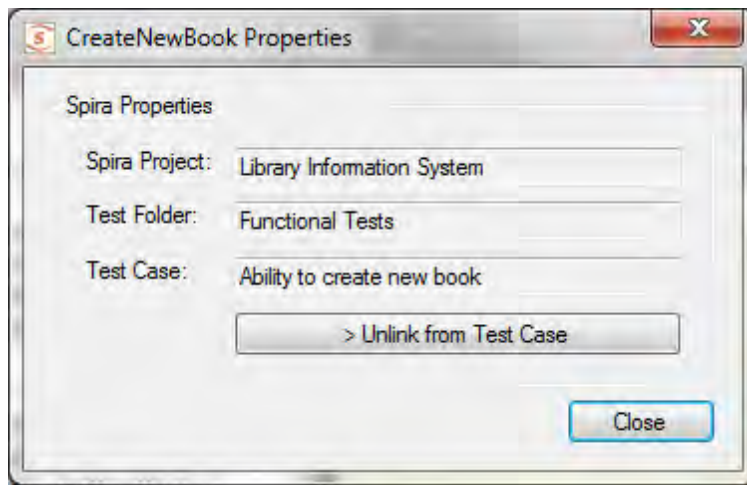 CreateNewBook Properties
Spira Properties
Spira Project: Library Information System
Test Folder: Functional Tests
Test Case: Ability to create new book
> Unlink from Test Case
Close